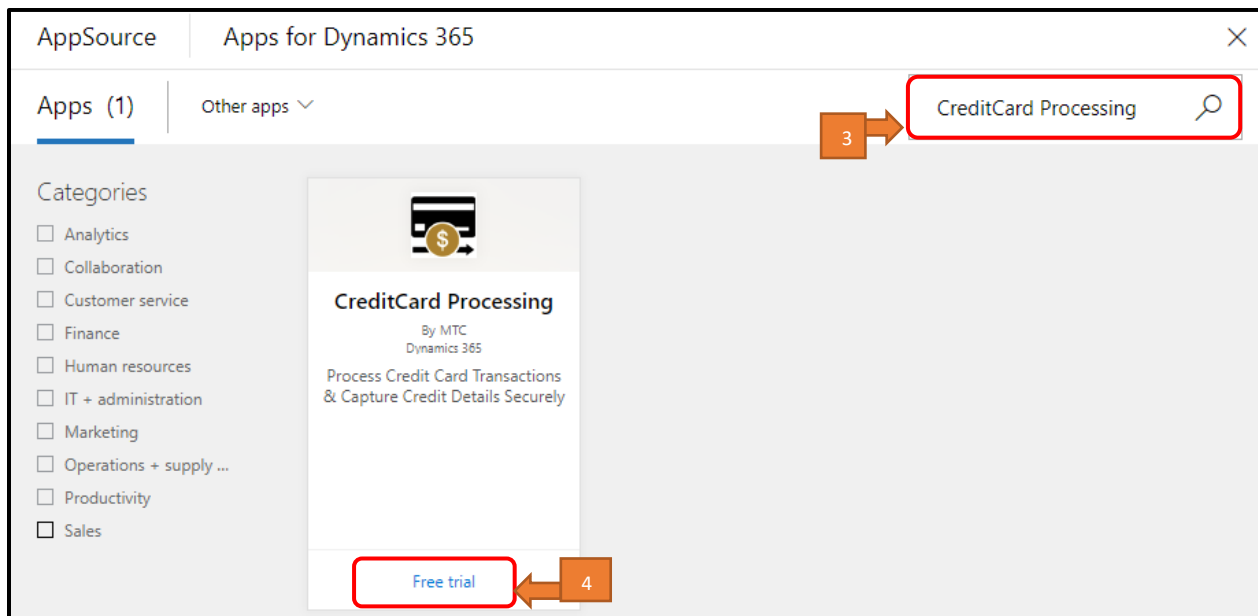 AppSource
Apps for Dynamics 365
Apps (1)
Other apps
CreditCard Processing
3
Categories
Analytics
Collaboration
Customer service
Finance
Human resources
IT + administration
Marketing
Operations + supply ...
Productivity
Sales
$
CreditCard Processing
By MTC
Dynamics 365
Process Credit Card Transactions
& Capture Credit Details Securely
Free trial
4